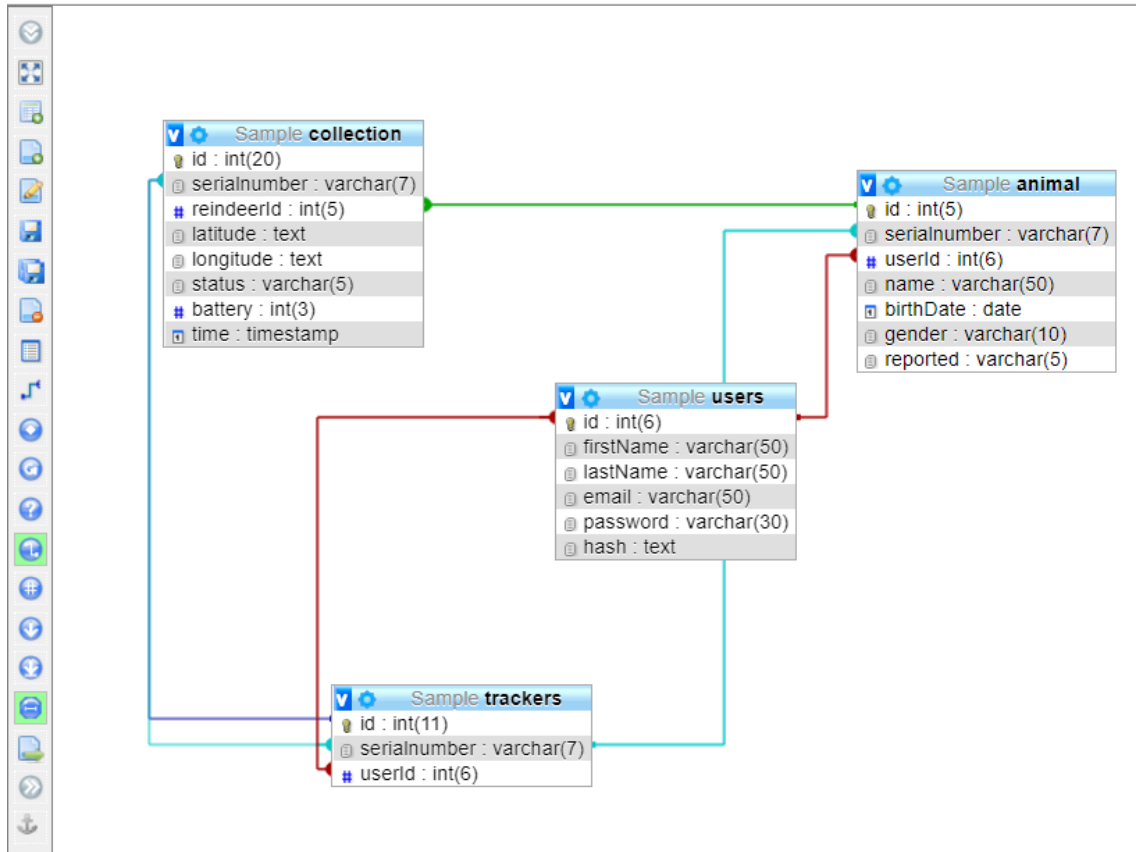 Sample collection
id : int(20)
serialnumber : varchar(7)
reindeerId : int(5)
latitude : text
longitude : text
status : varchar(5)
battery : int(3)
time : timestamp
Sample animal
id : int(5)
serialnumber : varchar(7)
userId : int(6)
name : varchar(50)
birthDate : date
gender : varchar(10)
reported : varchar(5)
Sample users
id : int(6)
firstName : varchar(50)
lastName : varchar(50)
email : varchar(50)
password : varchar(30)
hash : text
Sample trackers
id : int(11)
serialnumber : varchar(7)
userId : int(6)